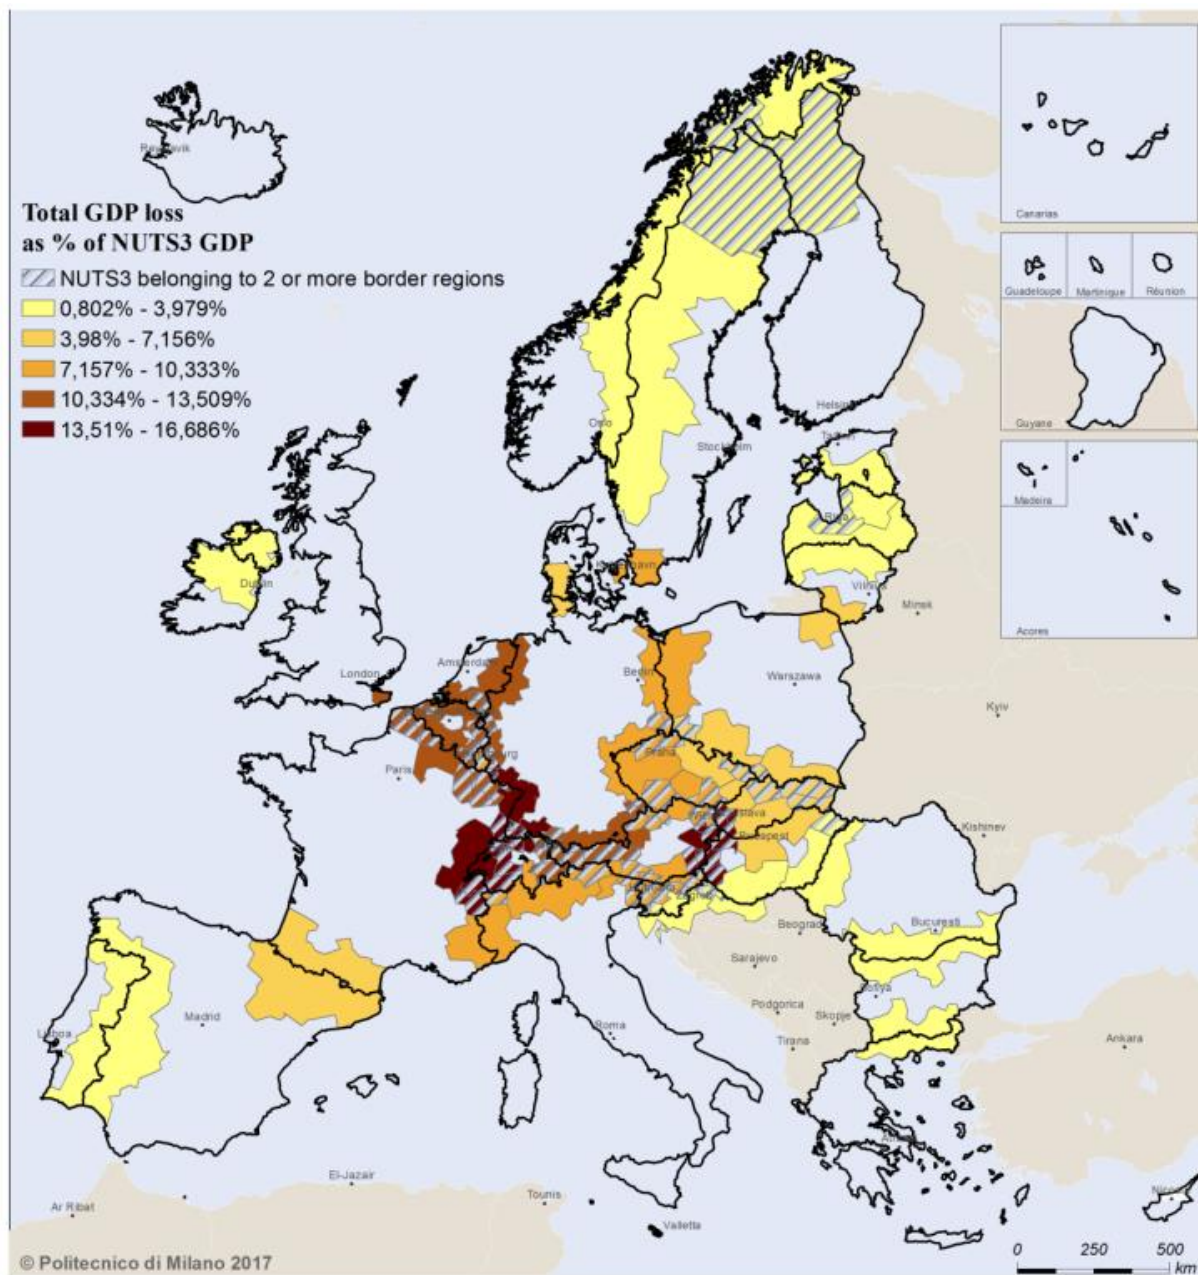 Reykjavik
Total GDP loss
as % of NUTS3 GDP
NUTS3 belonging to 2 or more border regions
0,802% - 3,979%
3,98% - 7,156%
7,157% - 10,333%
10,334% - 13,509%
13,51% - 16,686%
Canarias
Guadeloupe
Martinique
Réunion
Guyane
Madeira
Acores
Oslo
Stockholm
Riga
Dublin
Vilnius
Minsk
London
Berlin
Warszawa
Kyiv
Paris
Praha
Budapest
Kishinev
Beograd
Bucuresti
Sarajevo
Sofiya
Podgorica
Skopje
Madrid
Lisboa
Roma
Tirana
Ankara
El-Jazair
Tounis
Ar Ribat
Valletta
© Politecnico di Milano 2017
0 250 500
km